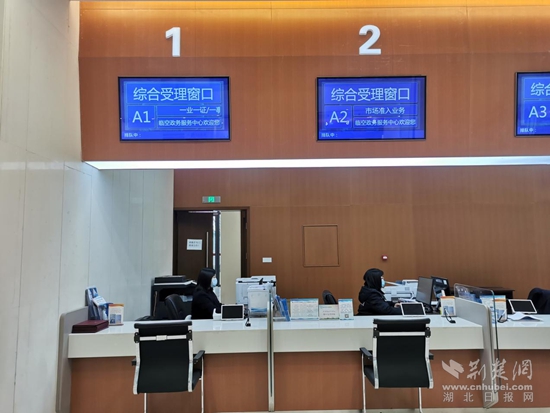 1
2
综合受理窗口
A1
一业一证/一事
临空政务服务中心欢迎您
综合受理窗口
A2
市场准入业务
临空政务服务中心欢迎您
A3
荆楚网
www.cnhubei.com
湖北日报网